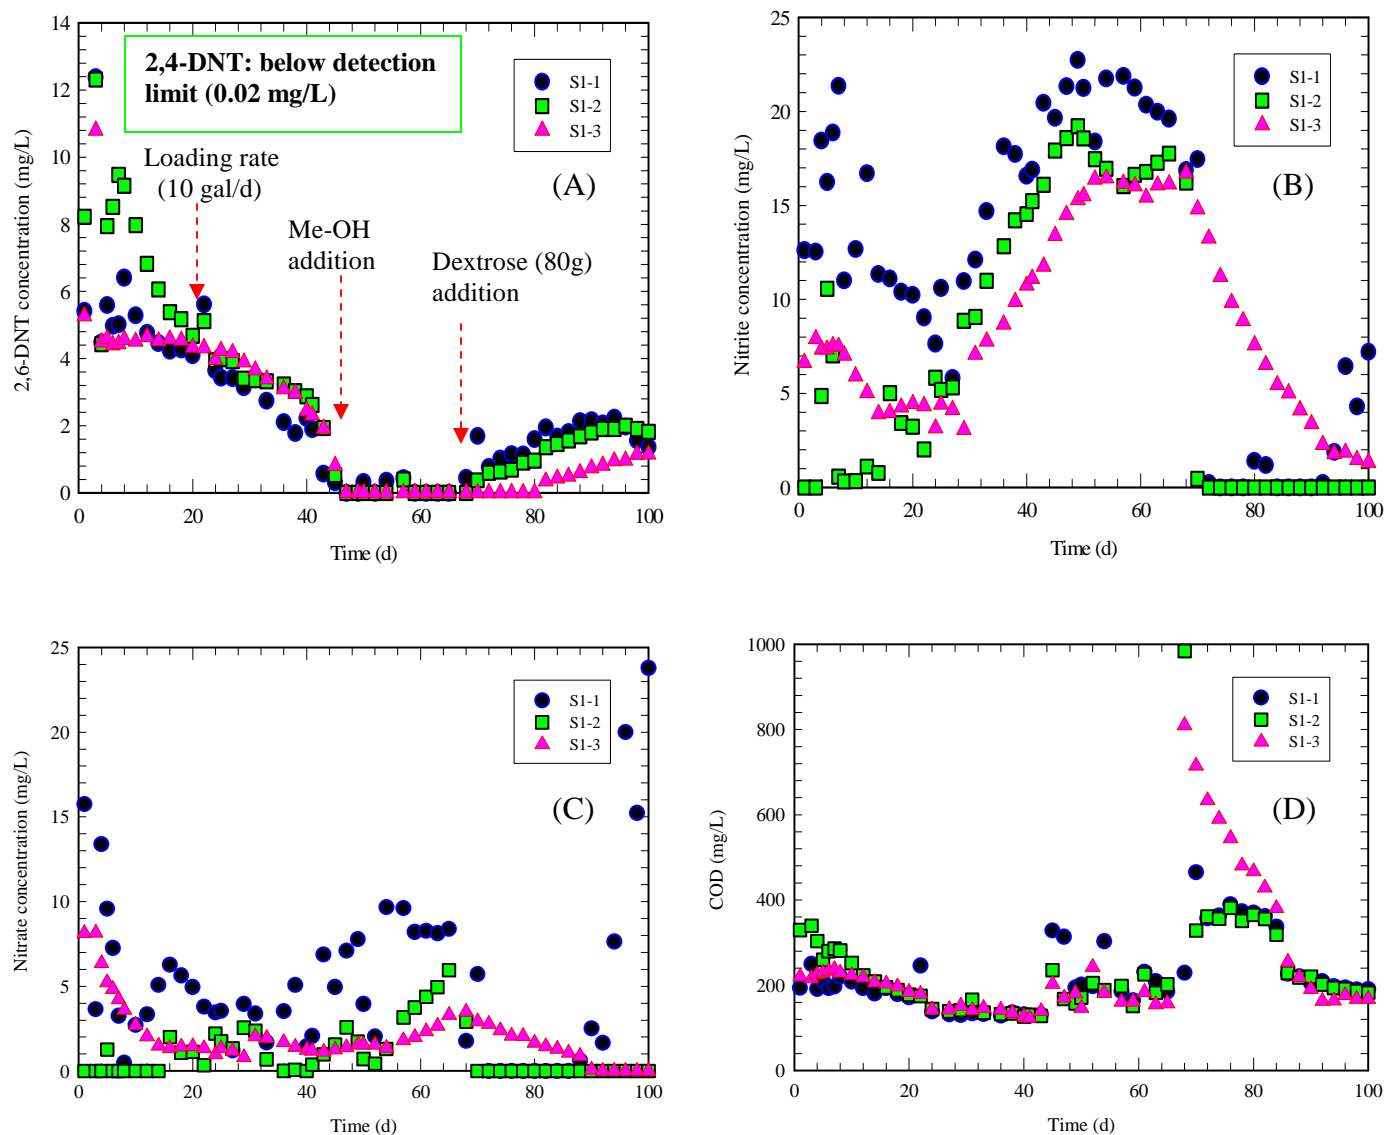 14
12
10
8
6
4
2
0
2,6-DNT concentration (mg/L)
2,4-DNT: below detection
limit (0.02 mg/L)
S1-1
S1-2
S1-3
Loading rate
(10 gal/d)
(A)
Me-OH
addition
Dextrose (80g)
addition
0 20 40 60 80 100
Time (d)
25
20
15
10
5
0
Nitrite concentration (mg/L)
S1-1
S1-2
S1-3
(B)
0 20 40 60 80 100
Time (d)
25
20
15
10
5
0
Nitrate concentration (mg/L)
S1-1
S1-2
S1-3
(C)
0 20 40 60 80 100
Time (d)
1000
800
600
400
200
0
COD (mg/L)
S1-1
S1-2
S1-3
(D)
0 20 40 60 80 100
Time (d)